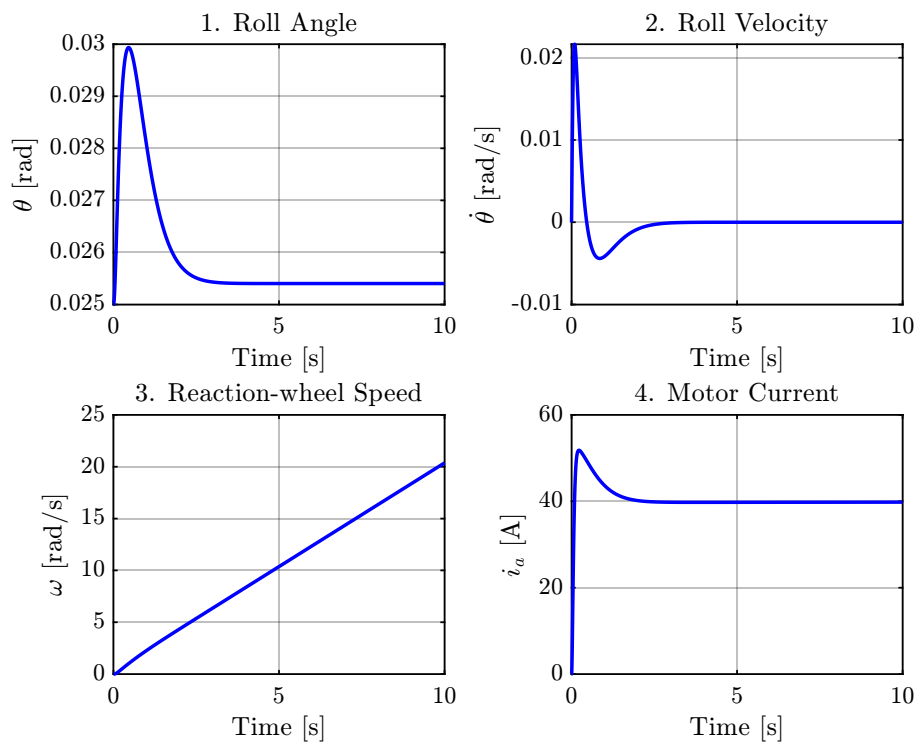 1. Roll Angle
0.03
0.029
0.028
0.027
0.026
0.025
θ [rad]
0
5
10
Time [s]
2. Roll Velocity
0.02
0.01
0
-0.01
θ̇ [rad/s]
0
5
10
Time [s]
3. Reaction-wheel Speed
25
20
15
10
5
0
ω [rad/s]
0
5
10
Time [s]
4. Motor Current
60
40
20
0
i_a [A]
0
5
10
Time [s]